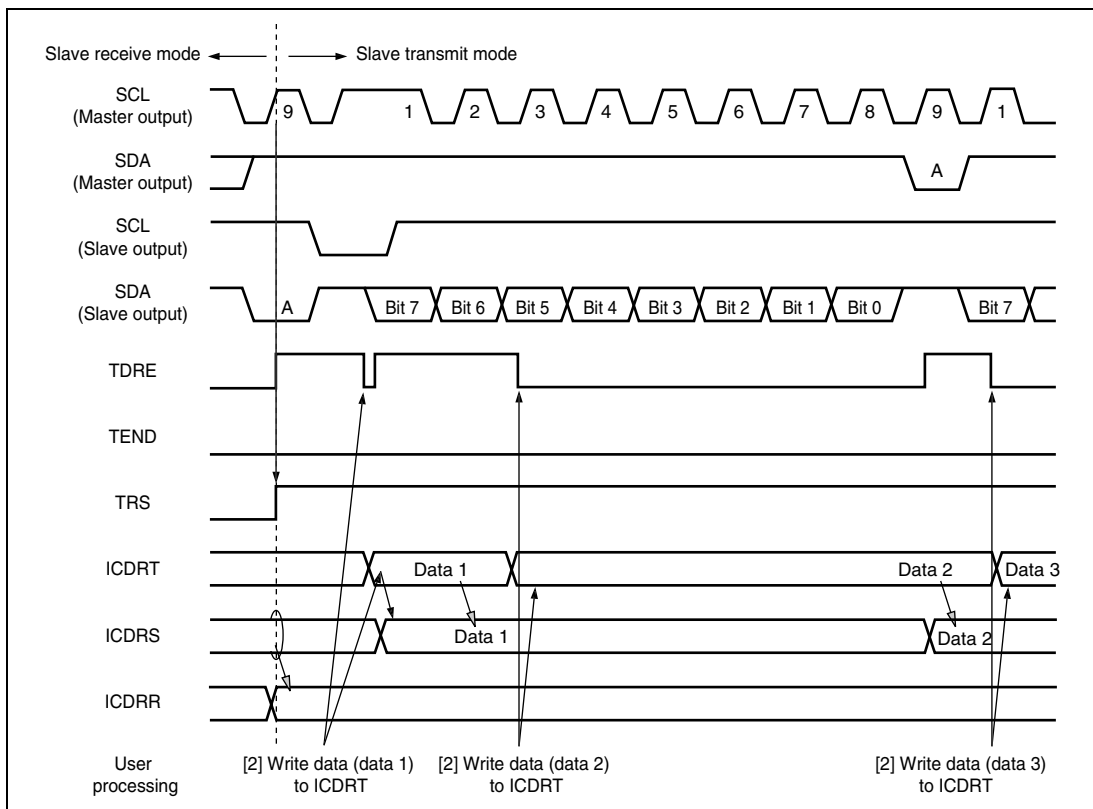 Slave receive mode
Slave transmit mode
SCL
(Master output)
9 1 2 3 4 5 6 7 8 9 1
SDA
(Master output)
A
SCL
(Slave output)
SDA
(Slave output)
A Bit 7 Bit 6 Bit 5 Bit 4 Bit 3 Bit 2 Bit 1 Bit 0 Bit 7
TDRE
TEND
TRS
ICDRT
Data 1 Data 2 Data 3
ICDRS
Data 1 Data 2
ICDRR
User
processing
[2] Write data (data 1)
to ICDRT
[2] Write data (data 2)
to ICDRT
[2] Write data (data 3)
to ICDRT